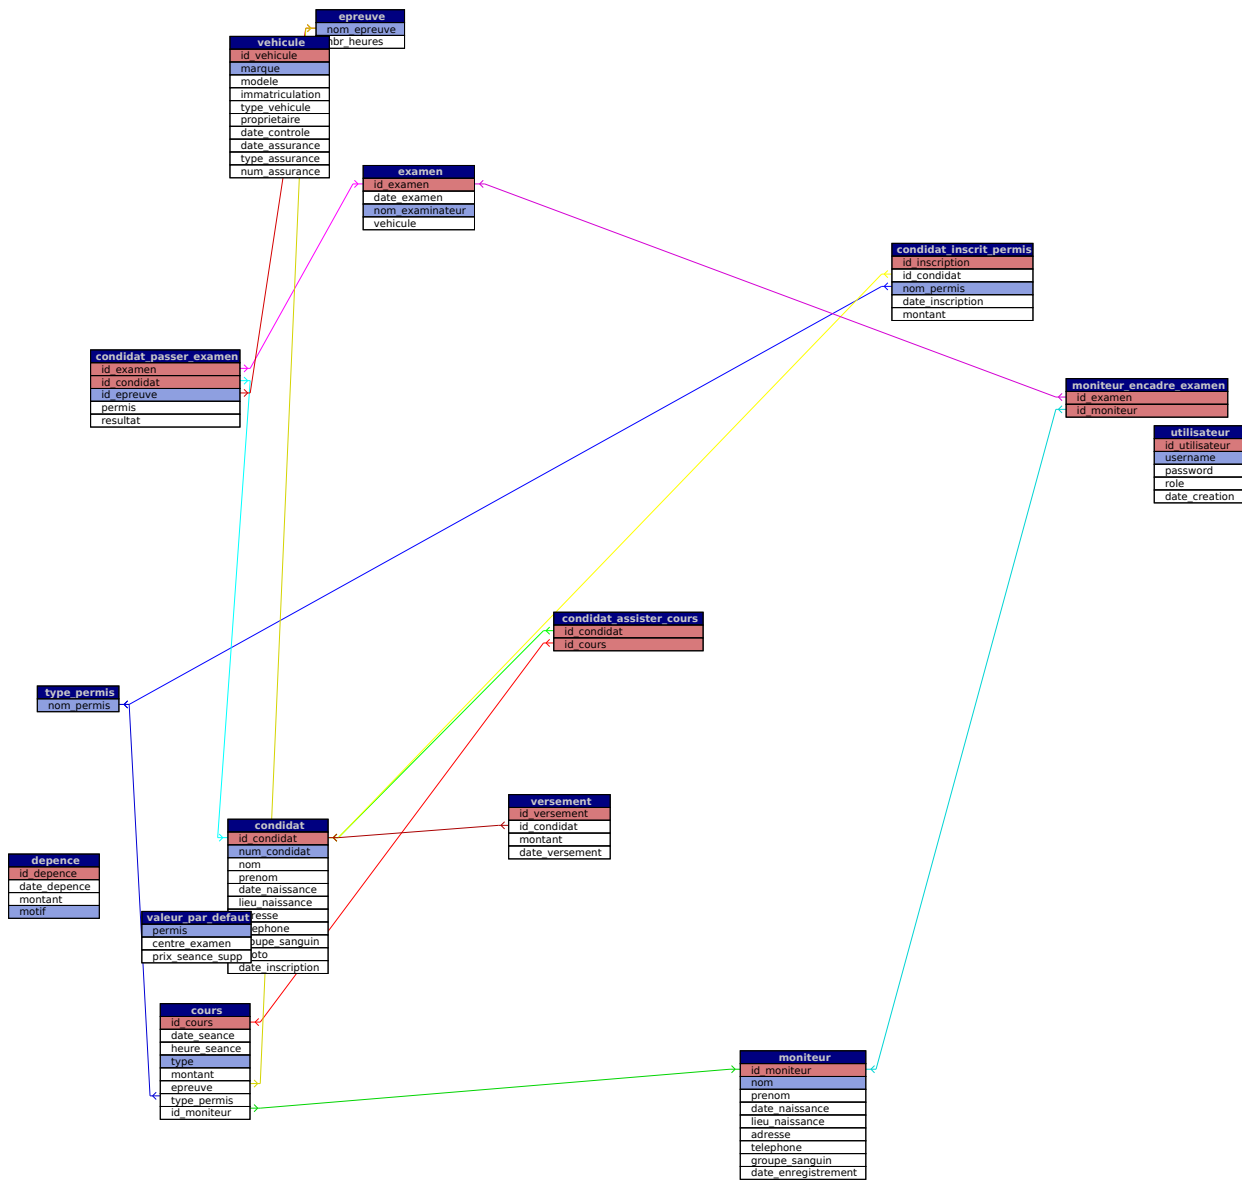 epreuve
nom_epreuve
nbr_heures
vehicule
id_vehicule
marque
modele
immatriculation
type_vehicule
proprietaire
date_controle
date_assurance
type_assurance
num_assurance
examen
id_examen
date_examen
nom_examinateur
vehicule
condidat_inscrit_permis
id_inscription
id_condidat
nom_permis
date_inscription
montant
condidat_passer_examen
id_examen
id_condidat
id_epreuve
permis
resultat
moniteur_encadre_examen
id_examen
id_moniteur
utilisateur
id_utilisateur
username
password
role
date_creation
condidat_assister_cours
id_condidat
id_cours
type_permis
nom_permis
versement
id_versement
id_condidat
montant
date_versement
condidat
id_condidat
num_condidat
nom
prenom
date_naissance
lieu_naissance
resse
ephone
oupe_sanguin
oto
date_inscription
depence
id_depence
date_depence
montant
motif
valeur_par_defaut
permis
centre_examen
prix_seance_supp
cours
id_cours
date_seance
heure_seance
type
montant
epreuve
type_permis
id_moniteur
moniteur
id_moniteur
nom
prenom
date_naissance
lieu_naissance
adresse
telephone
groupe_sanguin
date_enregistrement